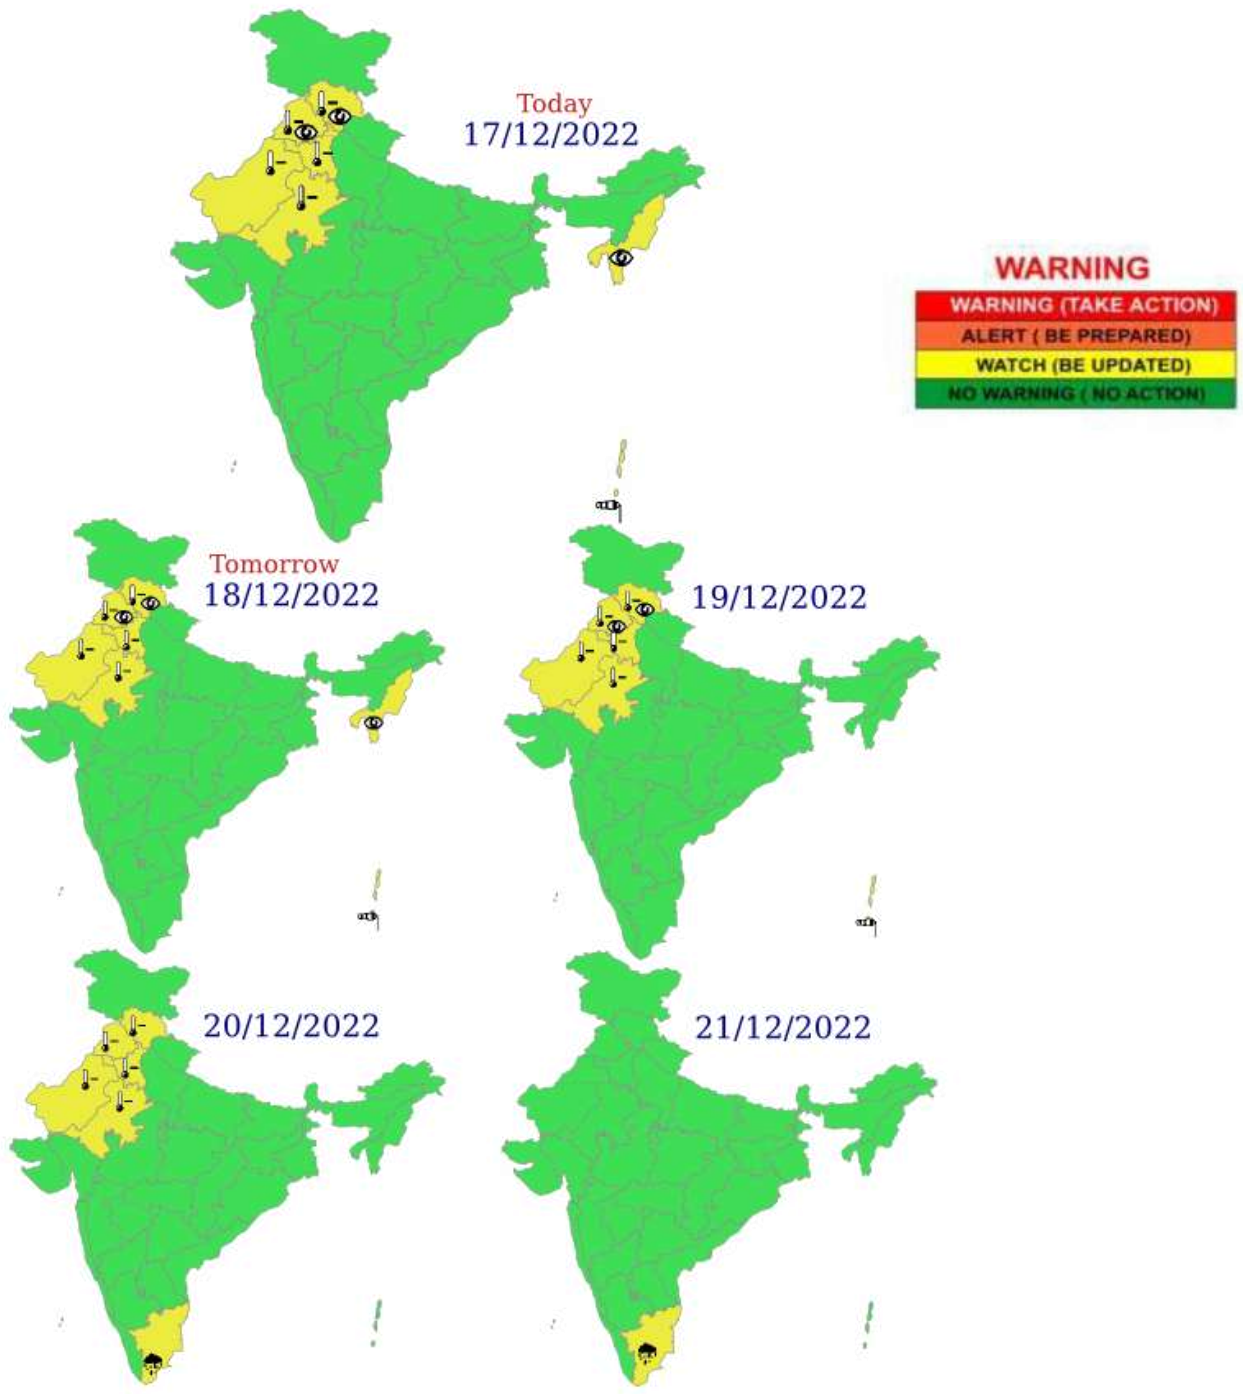 Today
17/12/2022
WARNING
WARNING (TAKE ACTION)
ALERT ( BE PREPARED)
WATCH (BE UPDATED)
NO WARNING ( NO ACTION)
Tomorrow
18/12/2022
19/12/2022
20/12/2022
21/12/2022